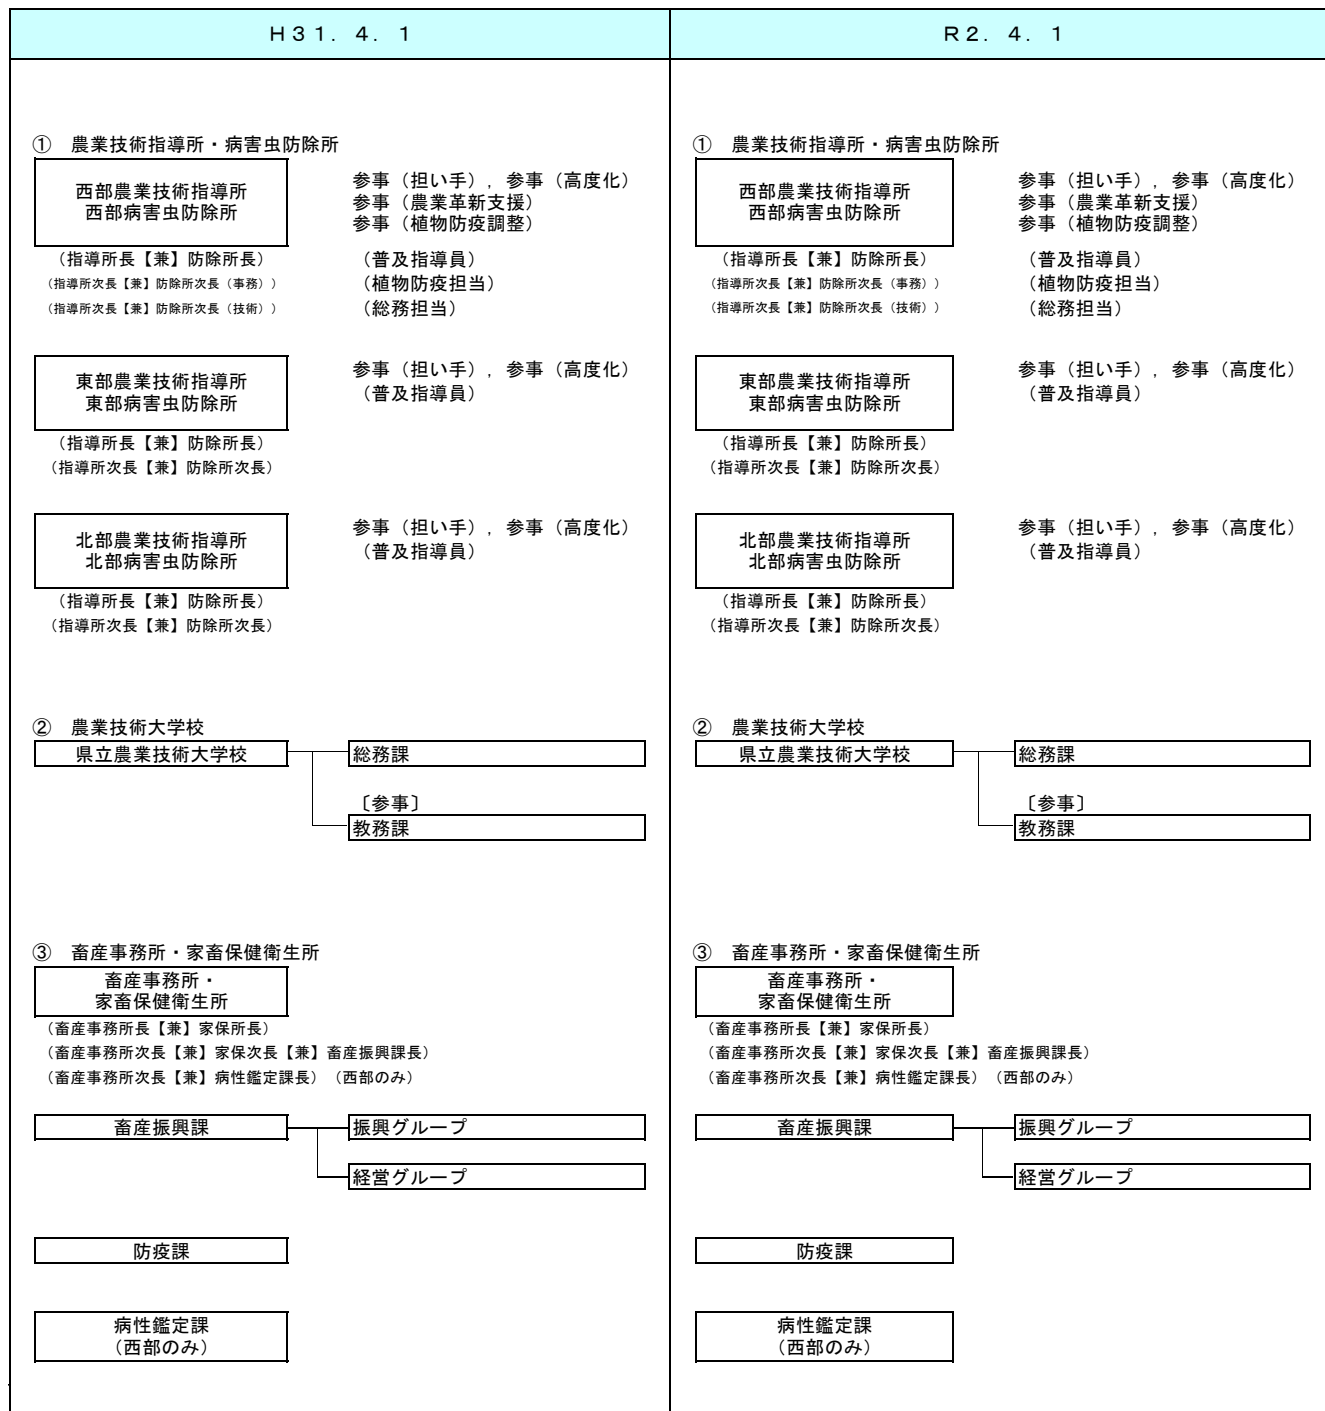 Ｈ３１．４．１
① 農業技術指導所・病害虫防除所
西部農業技術指導所
西部病害虫防除所
参事（担い手），参事（高度化）
参事（農業革新支援）
参事（植物防疫調整）
（指導所長【兼】防除所長）
（普及指導員）
（指導所次長【兼】防除所次長（事務））
（植物防疫担当）
（指導所次長【兼】防除所次長（技術））
（総務担当）
東部農業技術指導所
東部病害虫防除所
参事（担い手），参事（高度化）
（普及指導員）
（指導所長【兼】防除所長）
（指導所次長【兼】防除所次長）
北部農業技術指導所
北部病害虫防除所
参事（担い手），参事（高度化）
（普及指導員）
（指導所長【兼】防除所長）
（指導所次長【兼】防除所次長）
② 農業技術大学校
県立農業技術大学校
総務課
〔参事〕
教務課
③ 畜産事務所・家畜保健衛生所
畜産事務所・
家畜保健衛生所
（畜産事務所長【兼】家保所長）
（畜産事務所次長【兼】家保次長【兼】畜産振興課長）
（畜産事務所次長【兼】病性鑑定課長）（西部のみ）
畜産振興課
振興グループ
経営グループ
防疫課
病性鑑定課
（西部のみ）
Ｒ２．４．１
① 農業技術指導所・病害虫防除所
西部農業技術指導所
西部病害虫防除所
参事（担い手），参事（高度化）
参事（農業革新支援）
参事（植物防疫調整）
（指導所長【兼】防除所長）
（普及指導員）
（指導所次長【兼】防除所次長（事務））
（植物防疫担当）
（指導所次長【兼】防除所次長（技術））
（総務担当）
東部農業技術指導所
東部病害虫防除所
参事（担い手），参事（高度化）
（普及指導員）
（指導所長【兼】防除所長）
（指導所次長【兼】防除所次長）
北部農業技術指導所
北部病害虫防除所
参事（担い手），参事（高度化）
（普及指導員）
（指導所長【兼】防除所長）
（指導所次長【兼】防除所次長）
② 農業技術大学校
県立農業技術大学校
総務課
〔参事〕
教務課
③ 畜産事務所・家畜保健衛生所
畜産事務所・
家畜保健衛生所
（畜産事務所長【兼】家保所長）
（畜産事務所次長【兼】家保次長【兼】畜産振興課長）
（畜産事務所次長【兼】病性鑑定課長）（西部のみ）
畜産振興課
振興グループ
経営グループ
防疫課
病性鑑定課
（西部のみ）